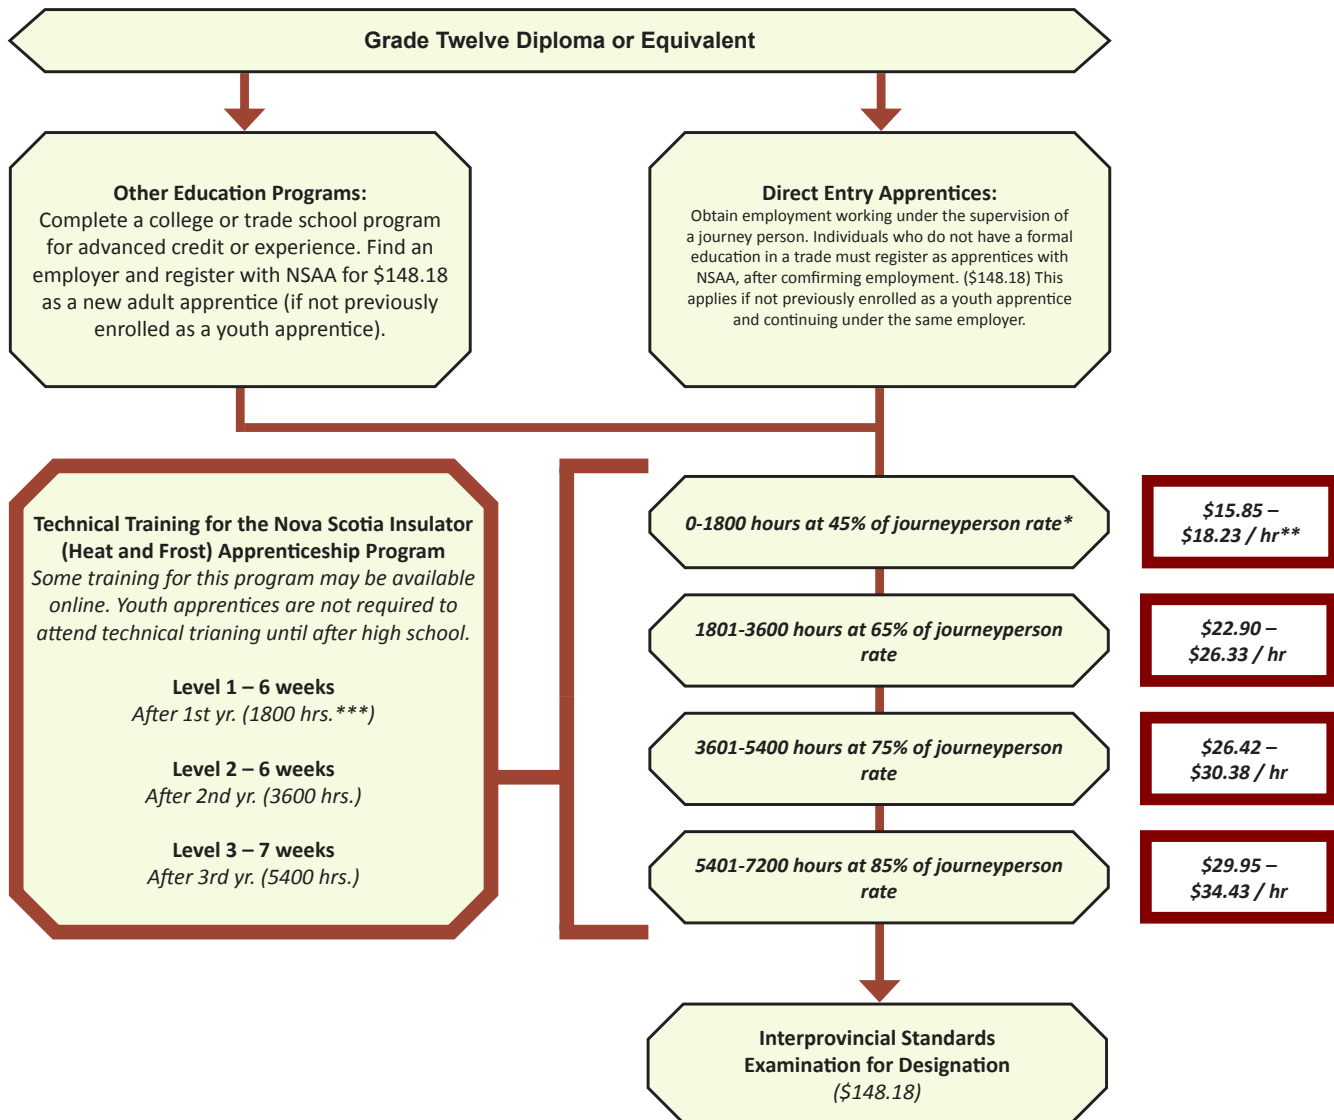 Grade Twelve Diploma or Equivalent
Other Education Programs:
Complete a college or trade school program
for advanced credit or experience. Find an
employer and register with NSAA for $148.18
as a new adult apprentice (if not previously
enrolled as a youth apprentice).
Direct Entry Apprentices:
Obtain employment working under the supervision of
a journey person. Individuals who do not have a formal
education in a trade must register as apprentices with
NSAA, after comfirming employment. ($148.18) This
applies if not previously enrolled as a youth apprentice
and continuing under the same employer.
Technical Training for the Nova Scotia Insulator
(Heat and Frost) Apprenticeship Program
Some training for this program may be available
online. Youth apprentices are not required to
attend technical trianing until after high school.
Level 1 – 6 weeks
After 1st yr. (1800 hrs.***)
Level 2 – 6 weeks
After 2nd yr. (3600 hrs.)
Level 3 – 7 weeks
After 3rd yr. (5400 hrs.)
0-1800 hours at 45% of journeyperson rate*
$15.85 –
$18.23 / hr**
1801-3600 hours at 65% of journeyperson
rate
$22.90 –
$26.33 / hr
3601-5400 hours at 75% of journeyperson
rate
$26.42 –
$30.38 / hr
5401-7200 hours at 85% of journeyperson
rate
$29.95 –
$34.43 / hr
Interprovincial Standards
Examination for Designation
($148.18)